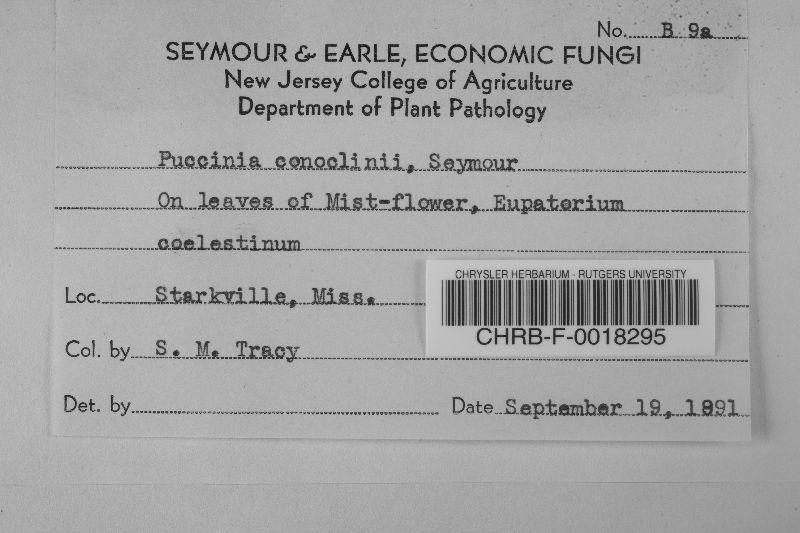 No. B 9a
SEYMOUR & EARLE, ECONOMIC FUNGI
New Jersey College of Agriculture
Department of Plant Pathology
Puccinia conoclinii, Seymour
On leaves of Mist-flower, Eupatorium
coelestinum
CHRYSLER HERBARIUM - RUTGERS UNIVERSITY
Loc. Starkville, Miss.
CHRB-F-0018295
Col. by S. M. Tracy
Det. by Date September 19, 1891